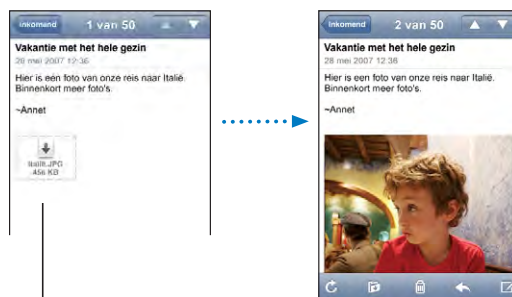 Inkomend 1 van 50
Vakantie met het hele gezin
28 mei 2007 12:36
Hier is een foto van onze reis naar Italië.
Binnenkort meer foto's.
~Annet
Italië.JPG
456 KB
Inkomend 2 van 50
Vakantie met het hele gezin
28 mei 2007 12:36
Hier is een foto van onze reis naar Italië.
Binnenkort meer foto's.
~Annet